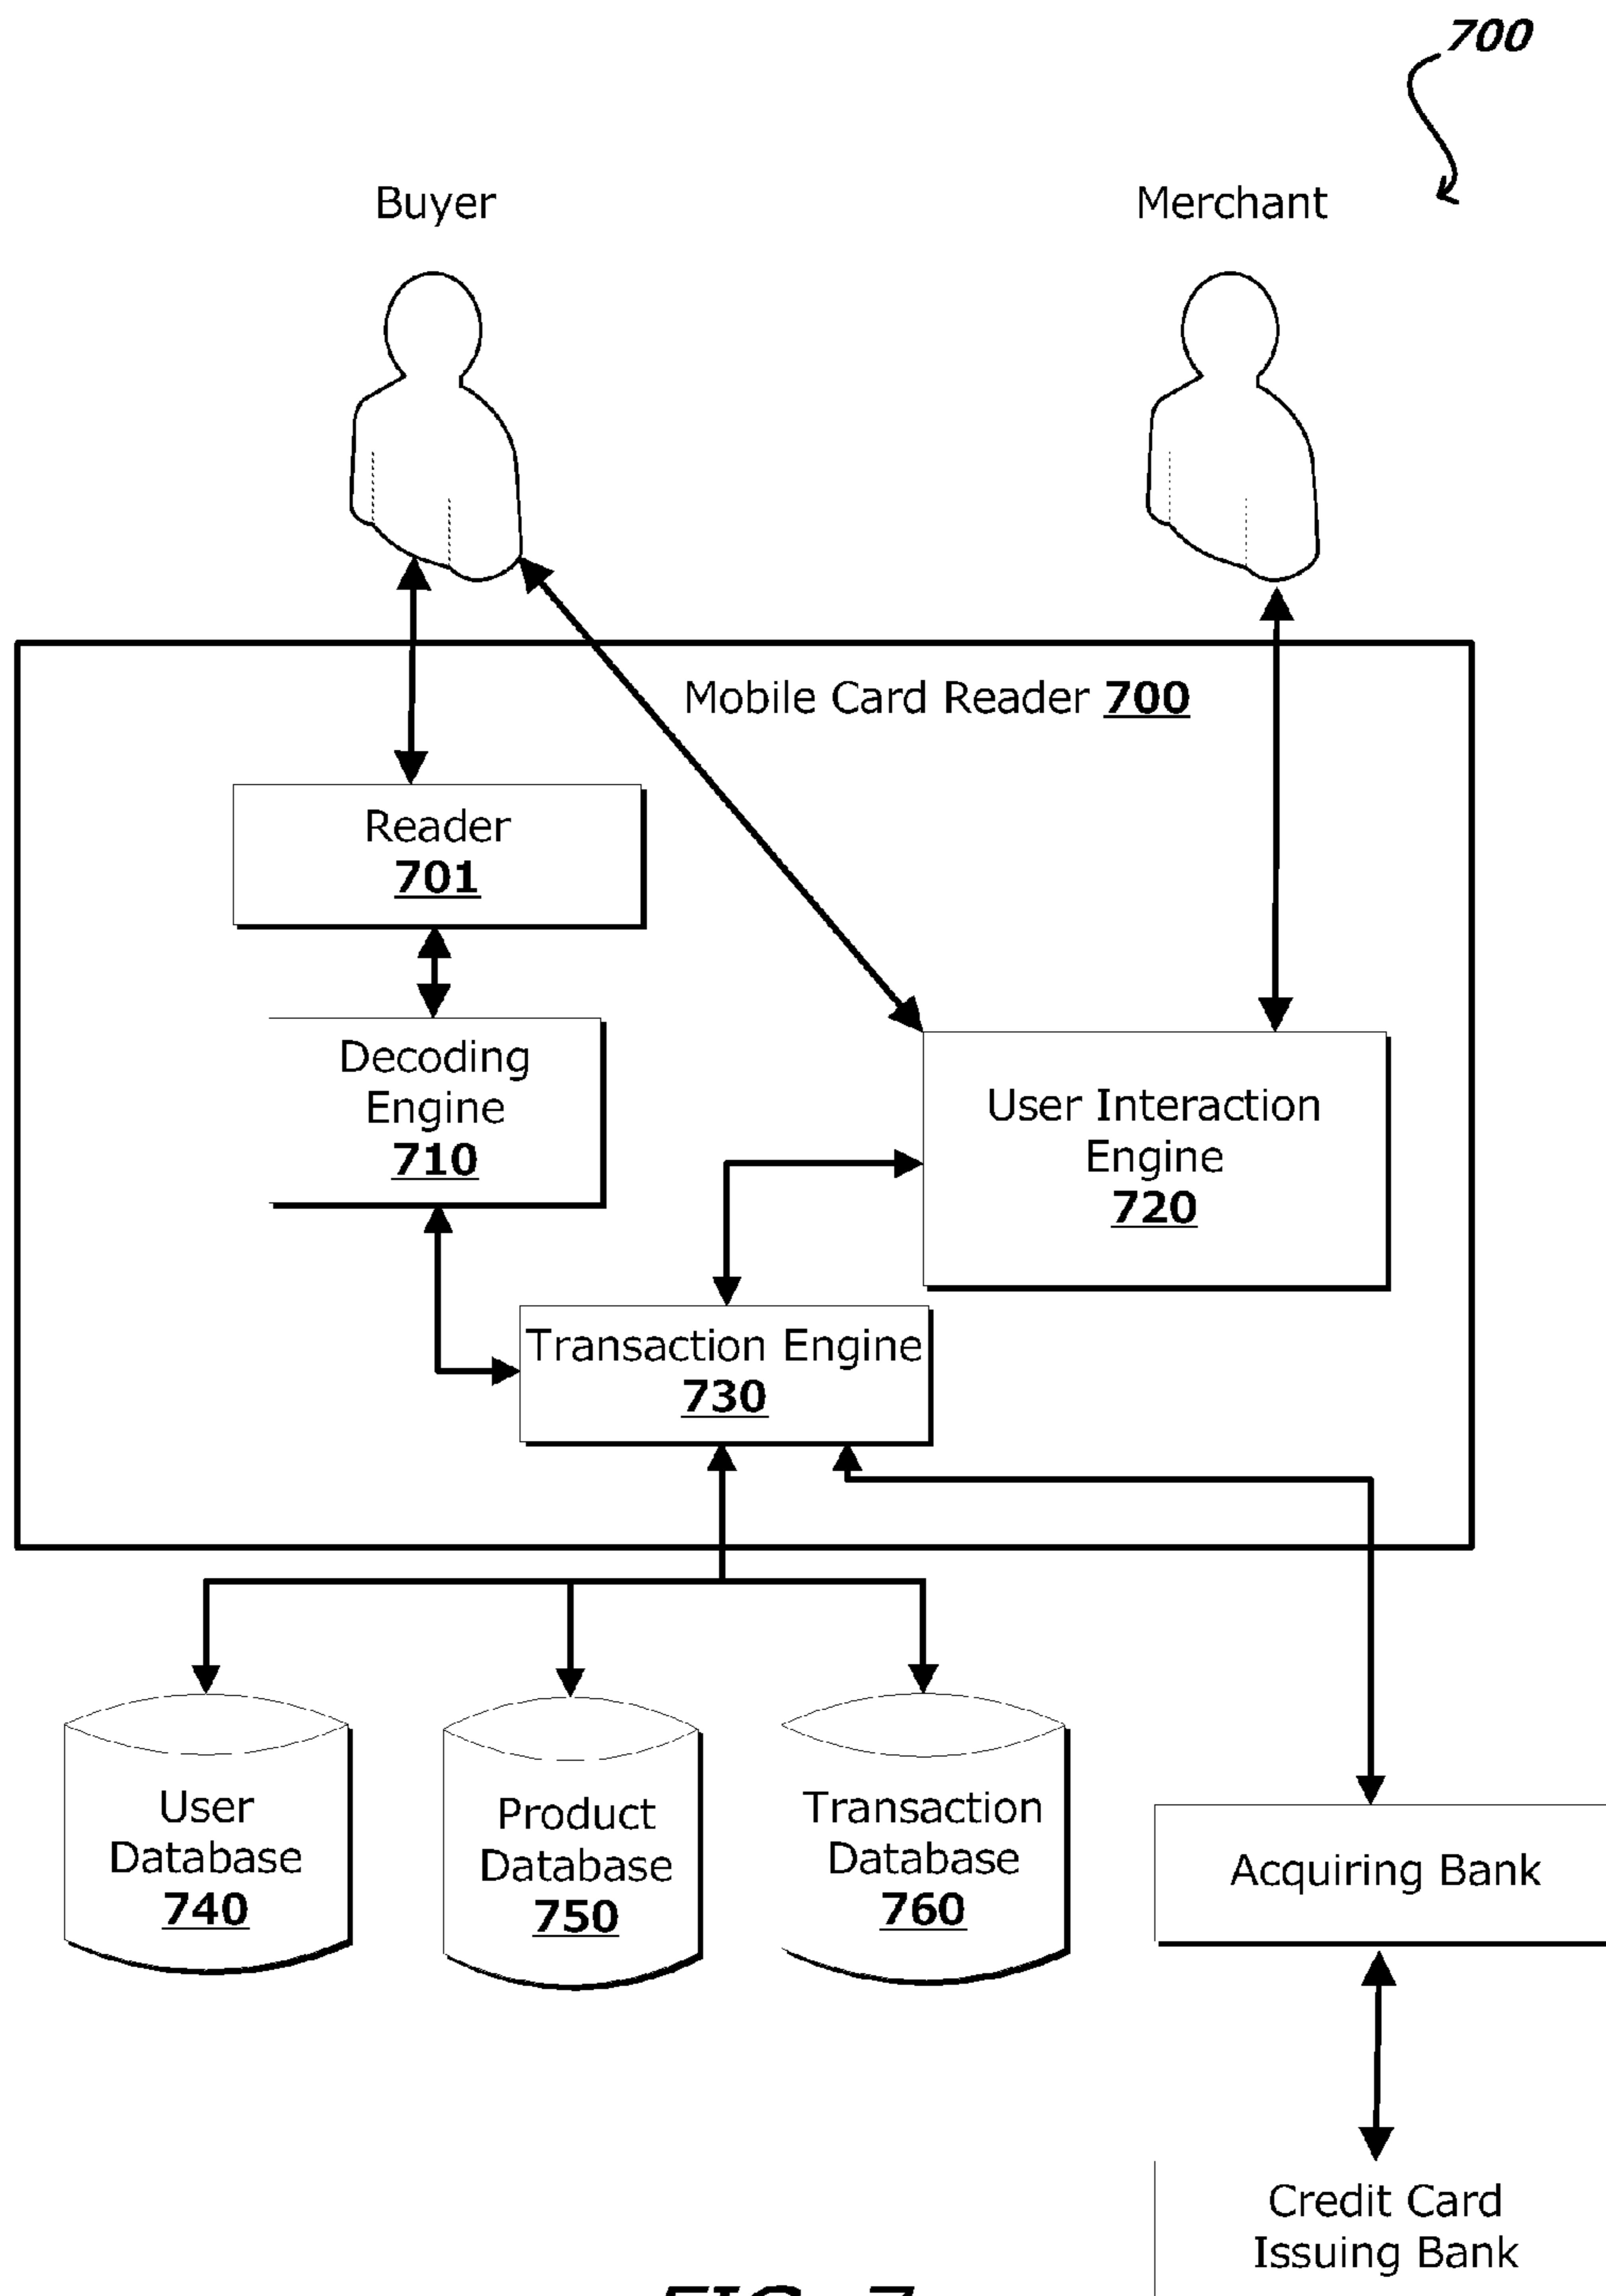 700
Buyer
Merchant
Mobile Card Reader 700
Reader
701
Decoding
Engine
710
User Interaction
Engine
720
Transaction Engine
730
User
Database
740
Product
Database
750
Transaction
Database
760
Acquiring Bank
Credit Card
Issuing Bank